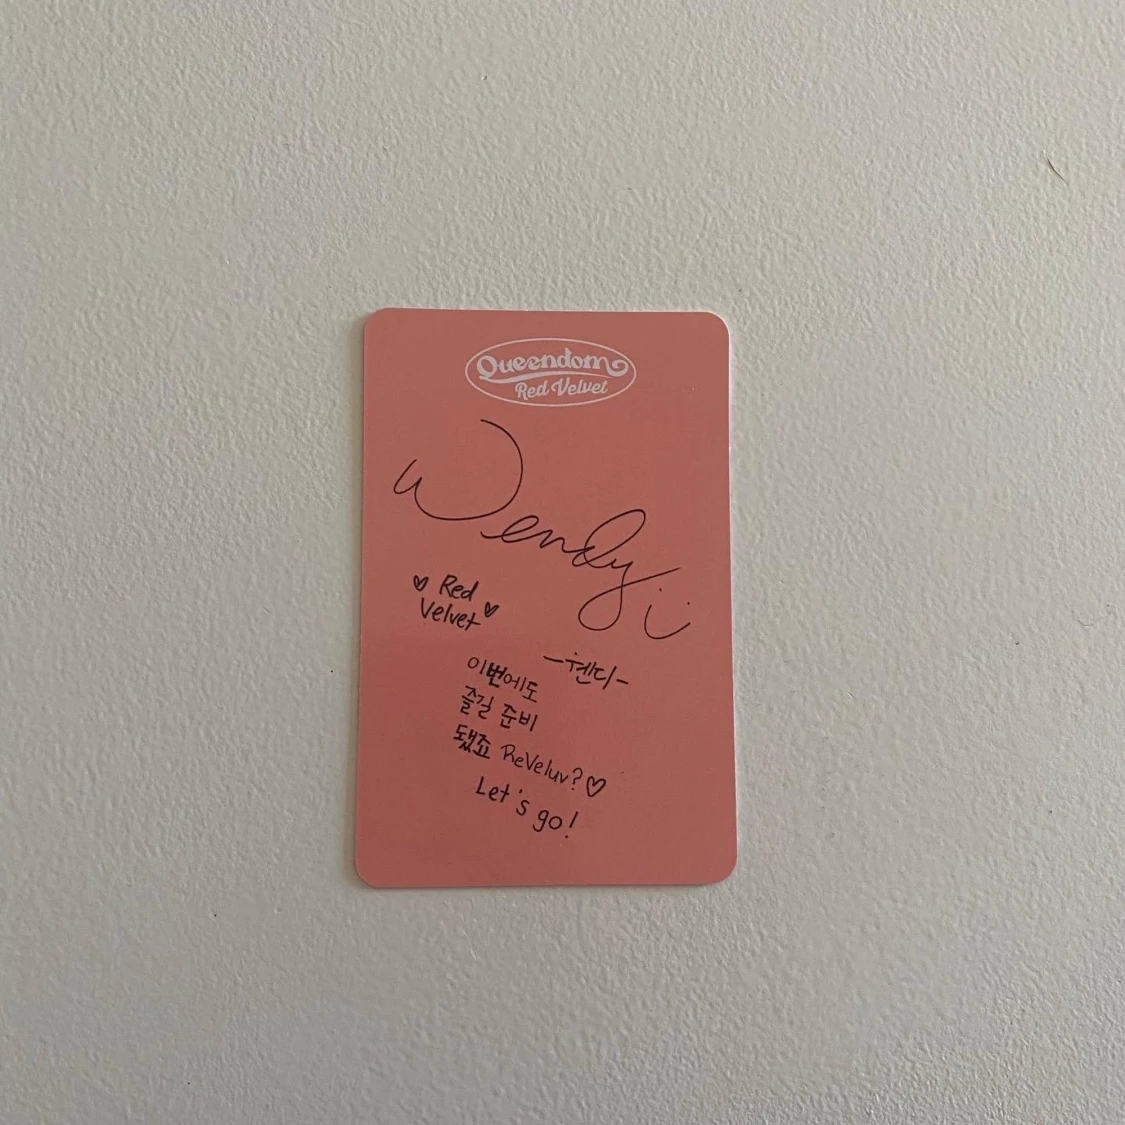 Queendom
Red Velvet
Wendy
♥ Red
Velvet ♥
-웬디-
이번에도
즐길 준비
됐죠 ReVeluv?♡
Let's go!